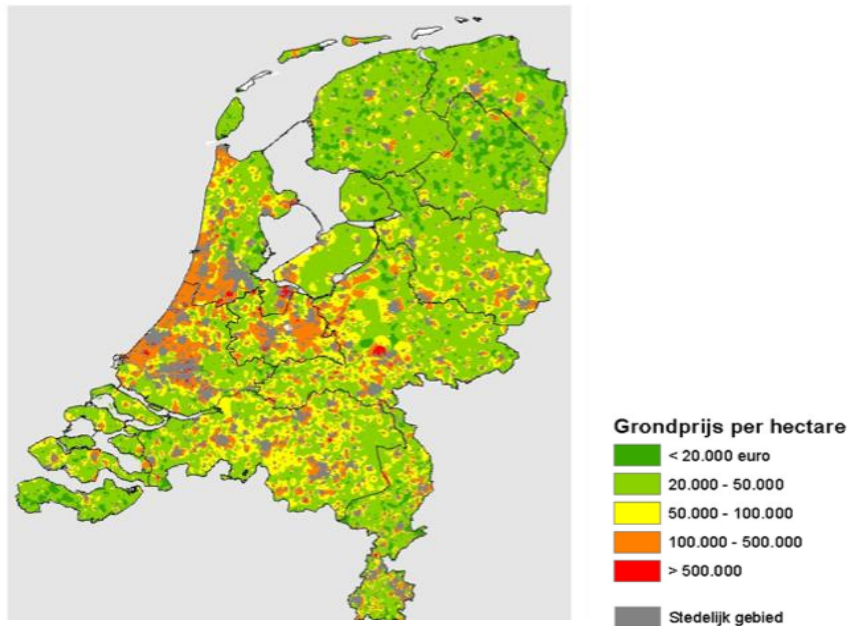 Grondprijs per hectare
< 20.000 euro
20.000 - 50.000
50.000 - 100.000
100.000 - 500.000
> 500.000
Stedelijk gebied